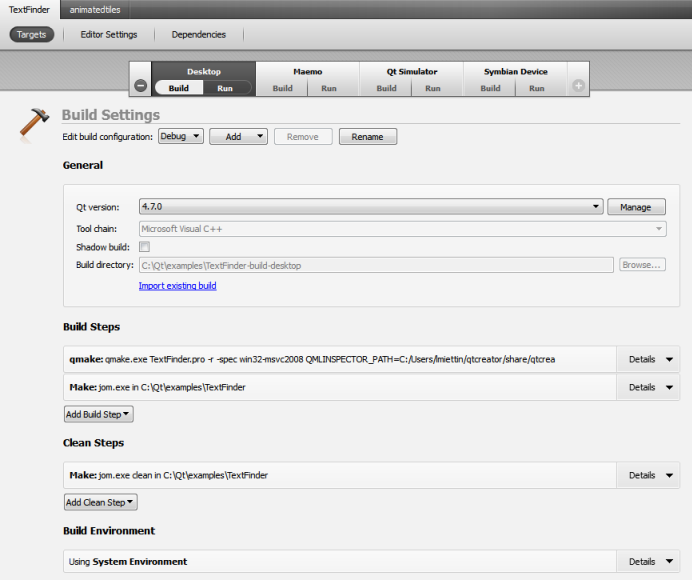 TextFinder animatedtiles
Targets Editor Settings Dependencies
Desktop Maemo Qt Simulator Symbian Device
Build Run Build Run Build Run Build Run
Build Settings
Edit build configuration: Debug Add Remove Rename
General
Qt version: 4.7.0 Manage
Tool chain: Microsoft Visual C++
Shadow build:
Build directory: C:\Qt\examples\TextFinder-build-desktop Browse...
Import existing build
Build Steps
qmake: qmake.exe TextFinder.pro -r -spec win32-msvc2008 QMLINSPECTOR_PATH=C:/Users/lmiettin/qtcreator/share/qtcrea Details
Make: jom.exe in C:\Qt\examples\TextFinder Details
Add Build Step
Clean Steps
Make: jom.exe clean in C:\Qt\examples\TextFinder Details
Add Clean Step
Build Environment
Using System Environment Details